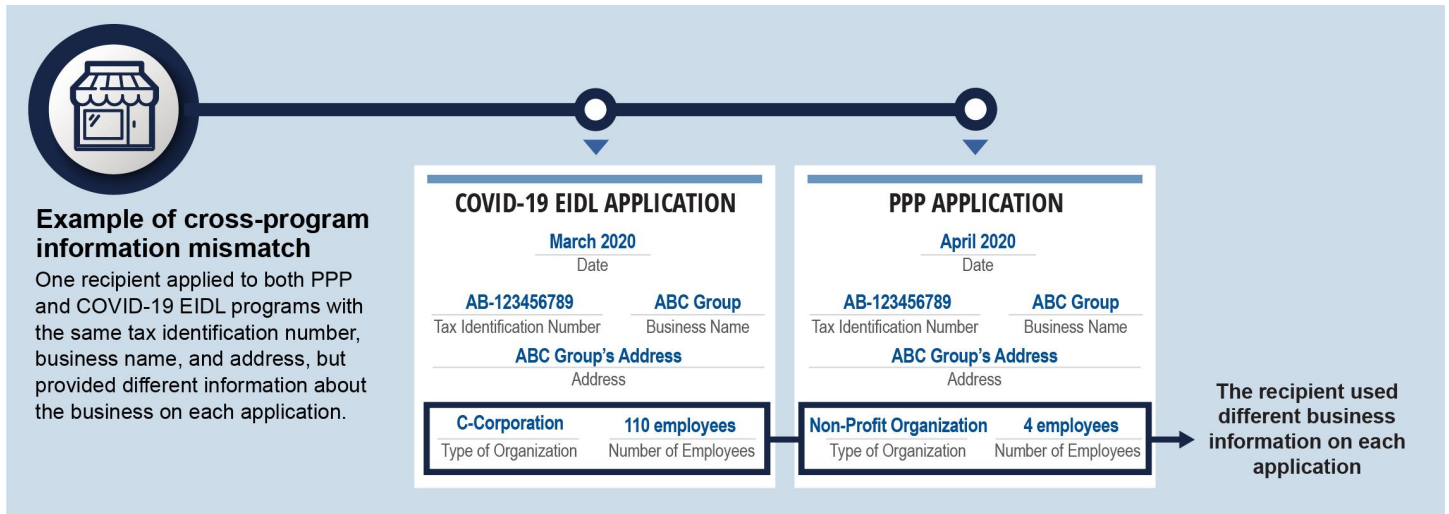 Example of cross-program
information mismatch
One recipient applied to both PPP
and COVID-19 EIDL programs with
the same tax identification number,
business name, and address, but
provided different information about
the business on each application.
COVID-19 EIDL APPLICATION
March 2020
Date
AB-123456789 ABC Group
Tax Identification Number Business Name
ABC Group's Address
Address
C-Corporation 110 employees
Type of Organization Number of Employees
PPP APPLICATION
April 2020
Date
AB-123456789 ABC Group
Tax Identification Number Business Name
ABC Group's Address
Address
Non-Profit Organization 4 employees
Type of Organization Number of Employees
The recipient used
different business
information on each
application